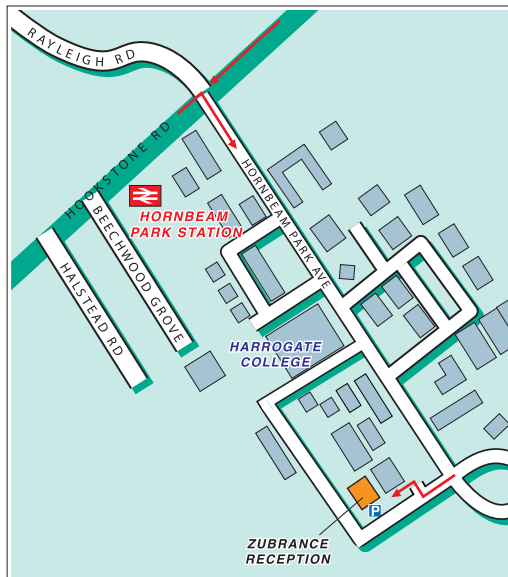 RAYLEIGH RD
HOOKSTONE RD
HORNBEAM PARK AVE
HORNBEAM
PARK STATION
BEECHWOOD GROVE
HALSTEAD RD
HARROGATE
COLLEGE
P
ZUBRANCE
RECEPTION